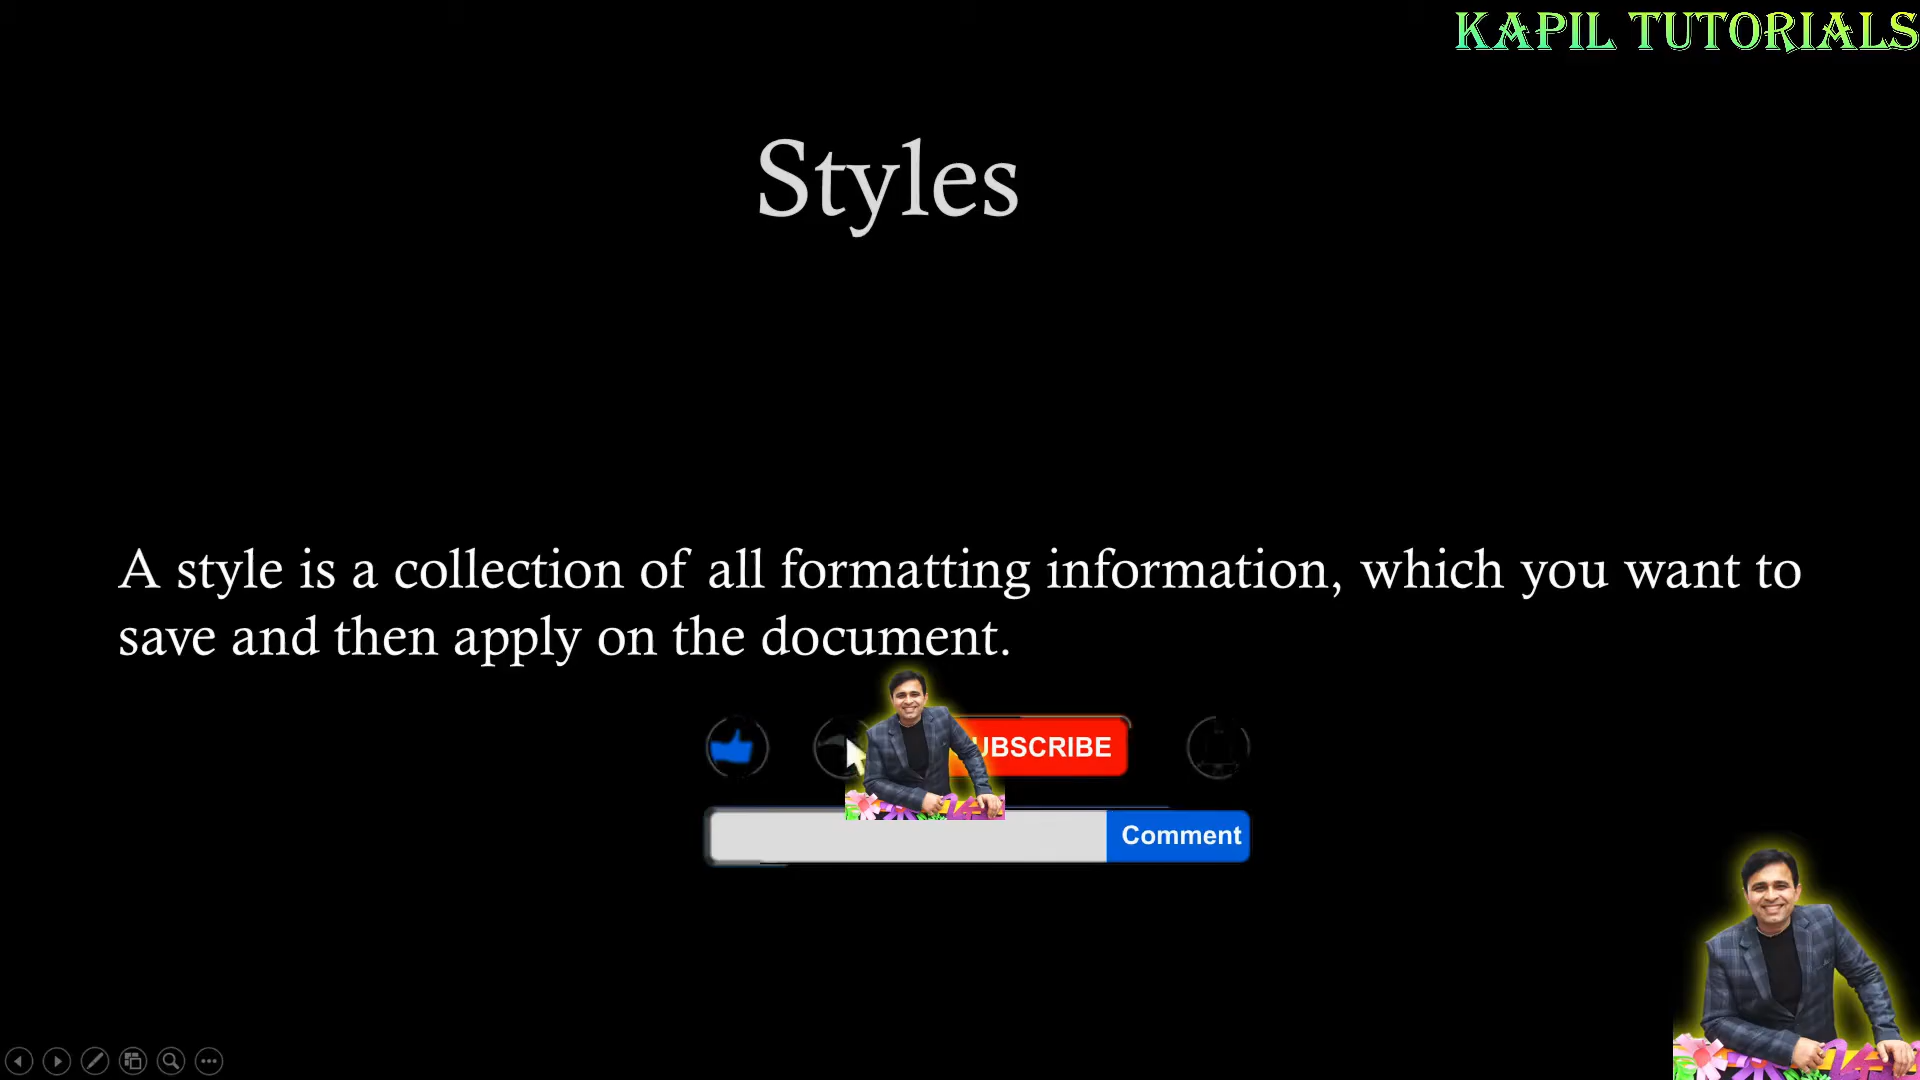 KAPIL TUTORIALS
Styles
A style is a collection of all formatting information, which you want to
save and then apply on the document.
UBSCRIBE
Comment